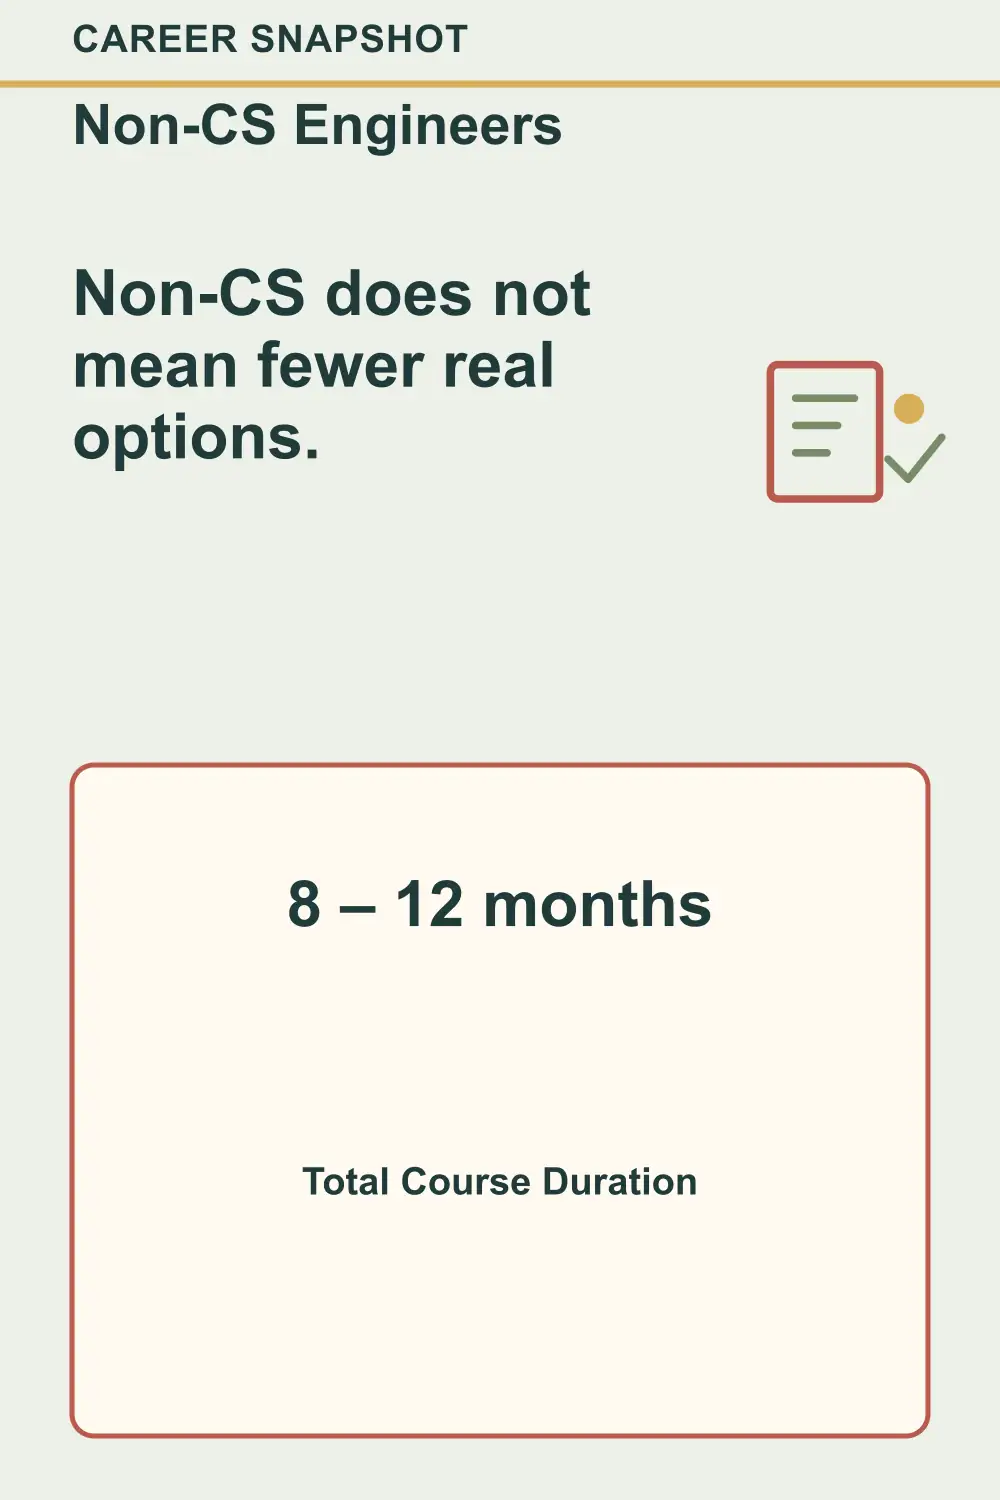 CAREER SNAPSHOT
Non-CS Engineers
Non-CS does not
mean fewer real
options.
8 – 12 months
Total Course Duration